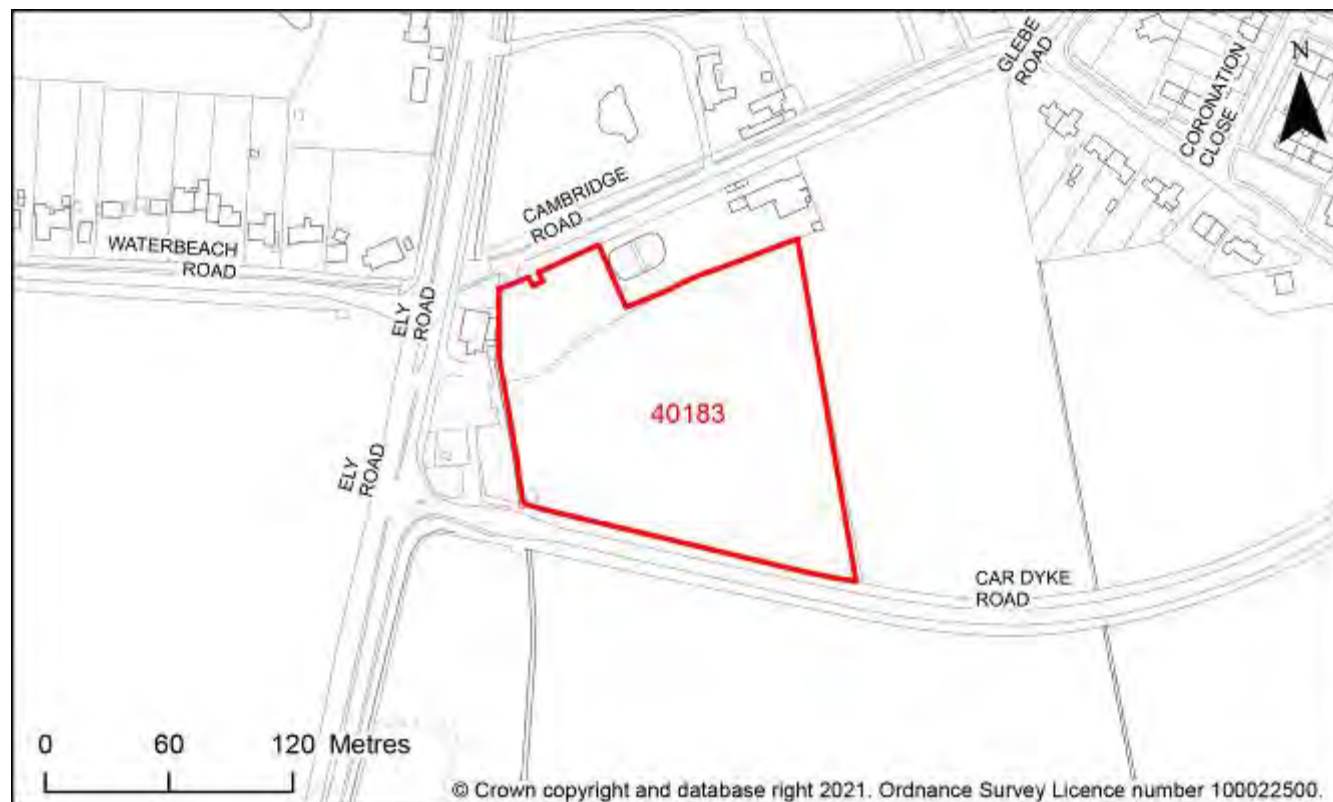 GLEBE
ROAD
CORONATION
CLOSE
N
CAMBRIDGE
ROAD
WATERBEACH
ROAD
ELY
ROAD
40183
ELY
ROAD
CAR DYKE
ROAD
0 60 120 Metres
© Crown copyright and database right 2021. Ordnance Survey Licence number 100022500.